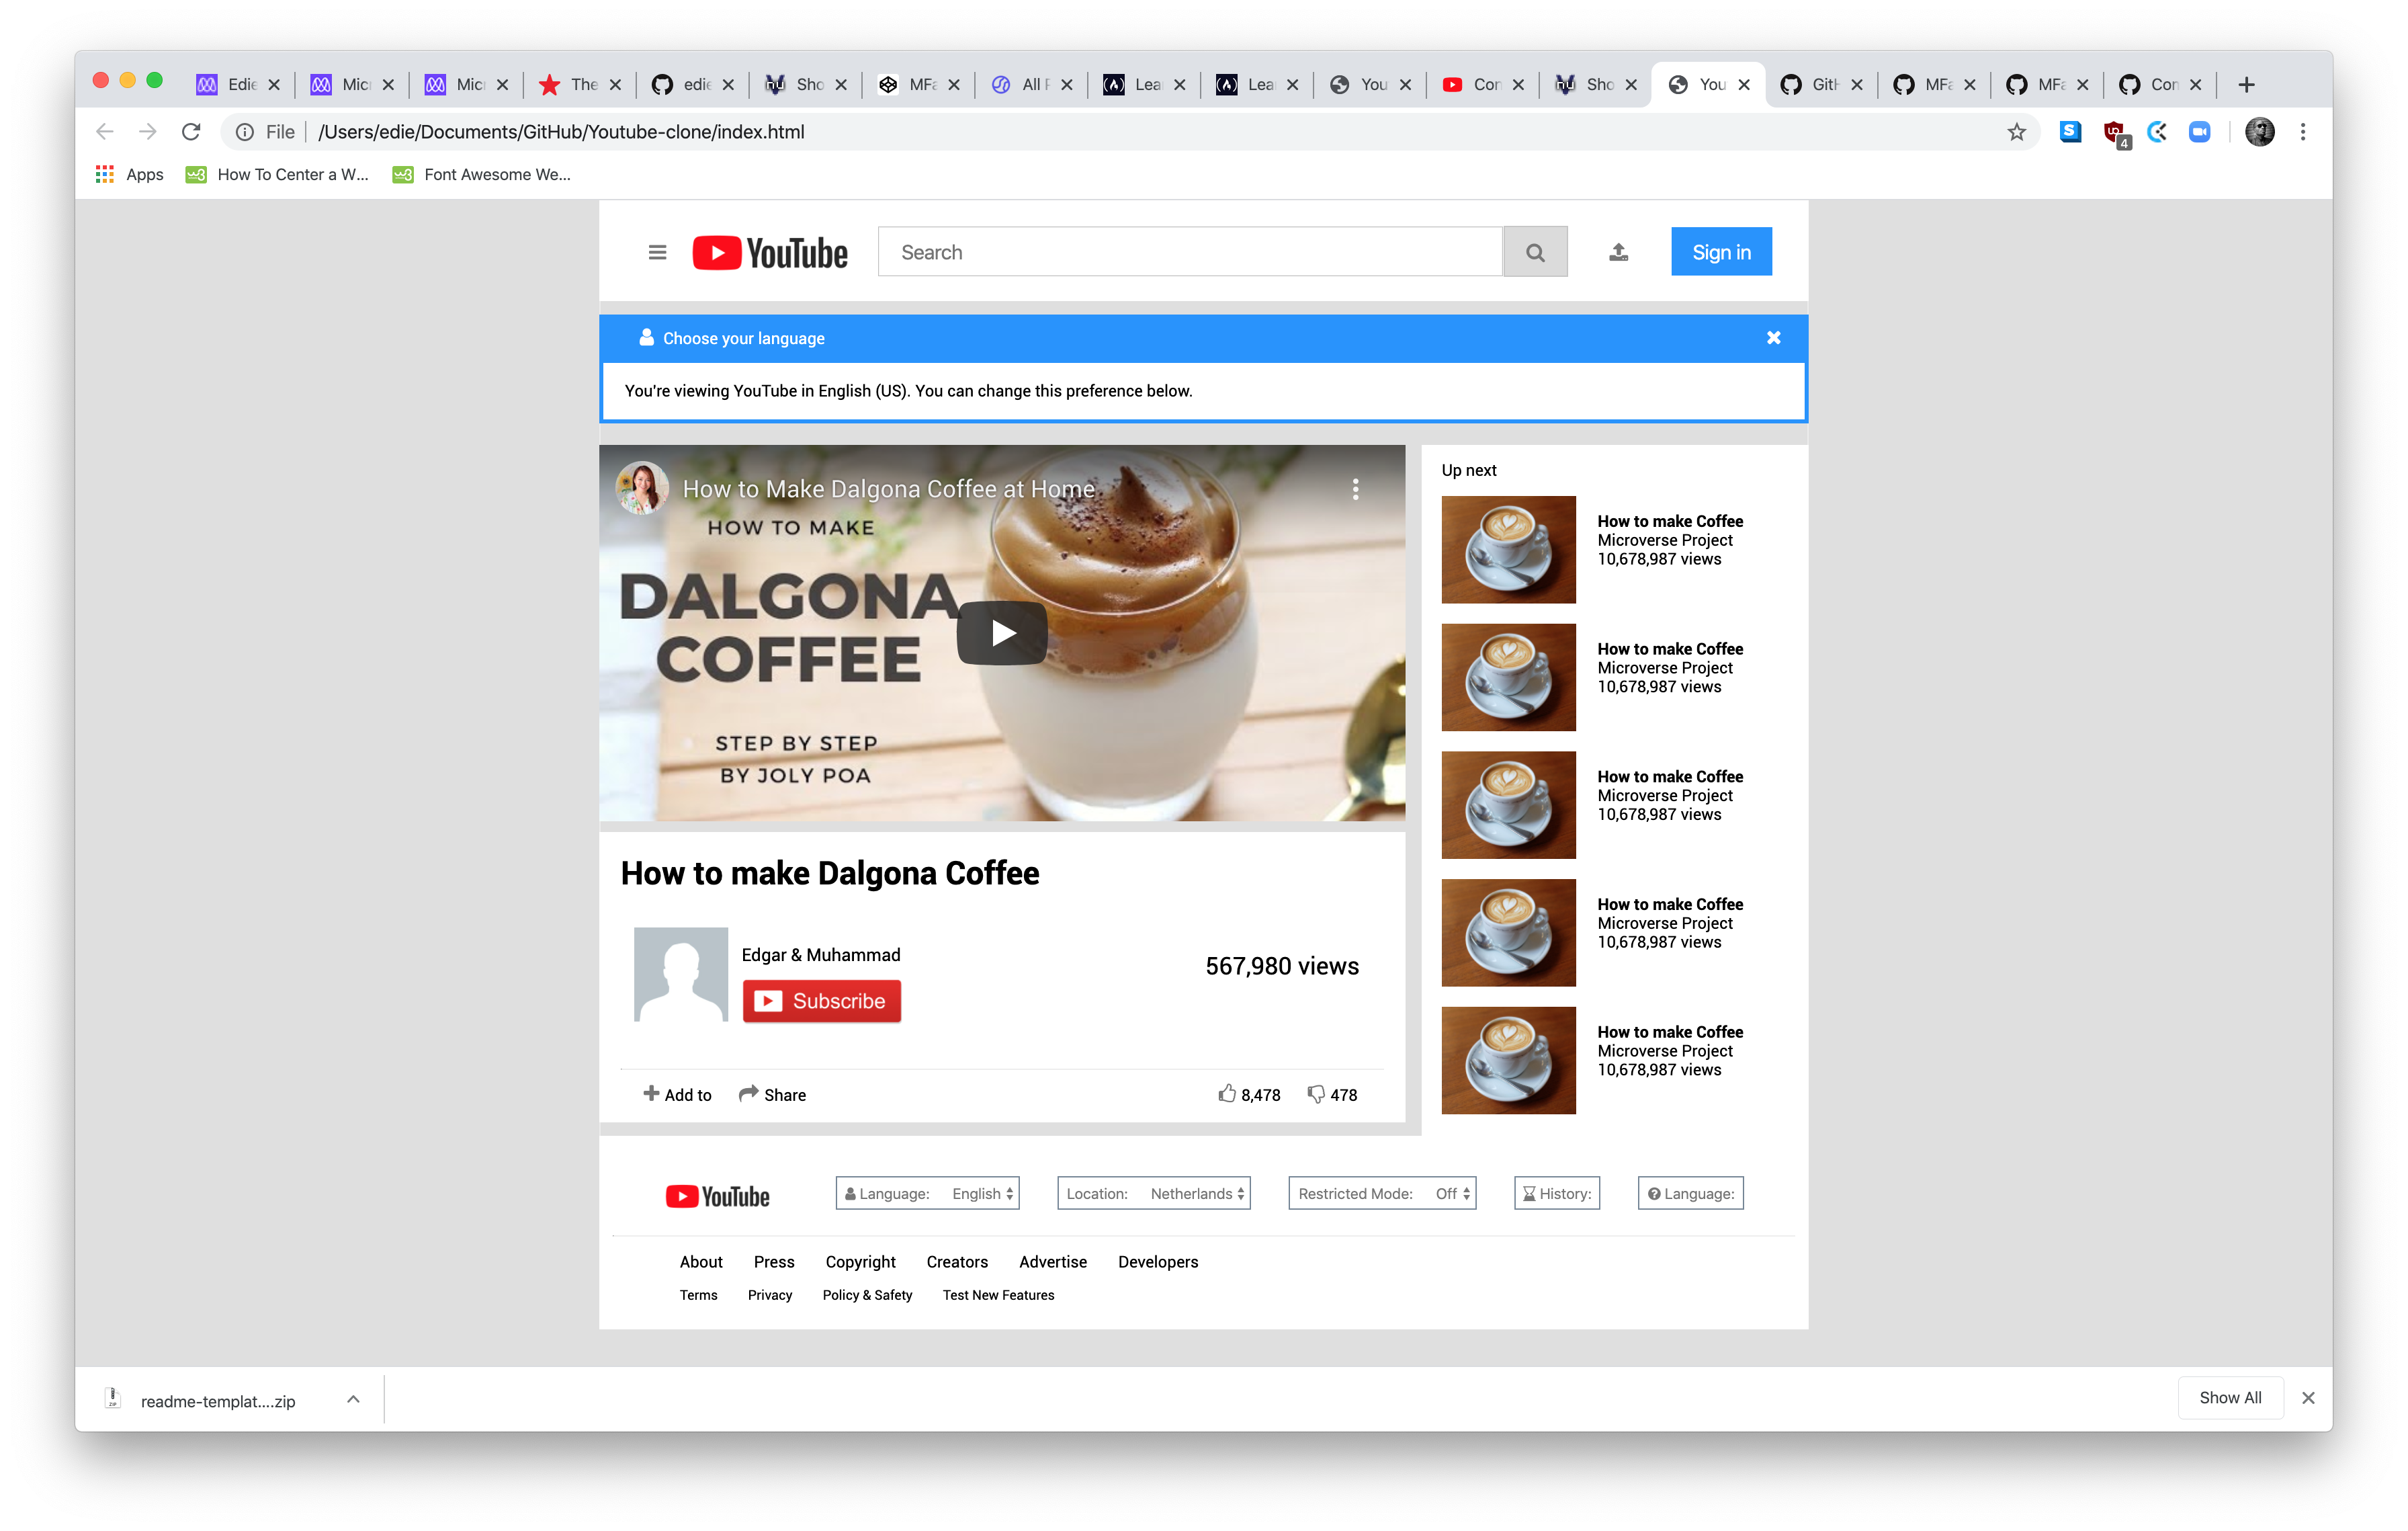 Edie Mic Mic The edie Sho MFa All F Lea Lea You Con Sho You GitH MFa MFa Con
File /Users/edie/Documents/GitHub/Youtube-clone/index.html
S uo 4
Apps How To Center a W... Font Awesome We...
YouTube Search Sign in
Choose your language
You're viewing YouTube in English (US). You can change this preference below.
How to Make Dalgona Coffee at Home
HOW TO MAKE
DALGONA
COFFEE
STEP BY STEP
BY JOLY POA
Up next
How to make Coffee
Microverse Project
10,678,987 views
How to make Coffee
Microverse Project
10,678,987 views
How to make Coffee
Microverse Project
10,678,987 views
How to make Coffee
Microverse Project
10,678,987 views
How to make Coffee
Microverse Project
10,678,987 views
How to make Dalgona Coffee
Edgar & Muhammad
Subscribe
567,980 views
Add to Share 8,478 478
YouTube Language: English Location: Netherlands Restricted Mode: Off History: Language:
About Press Copyright Creators Advertise Developers
Terms Privacy Policy & Safety Test New Features
ZIP readme-templat....zip Show All